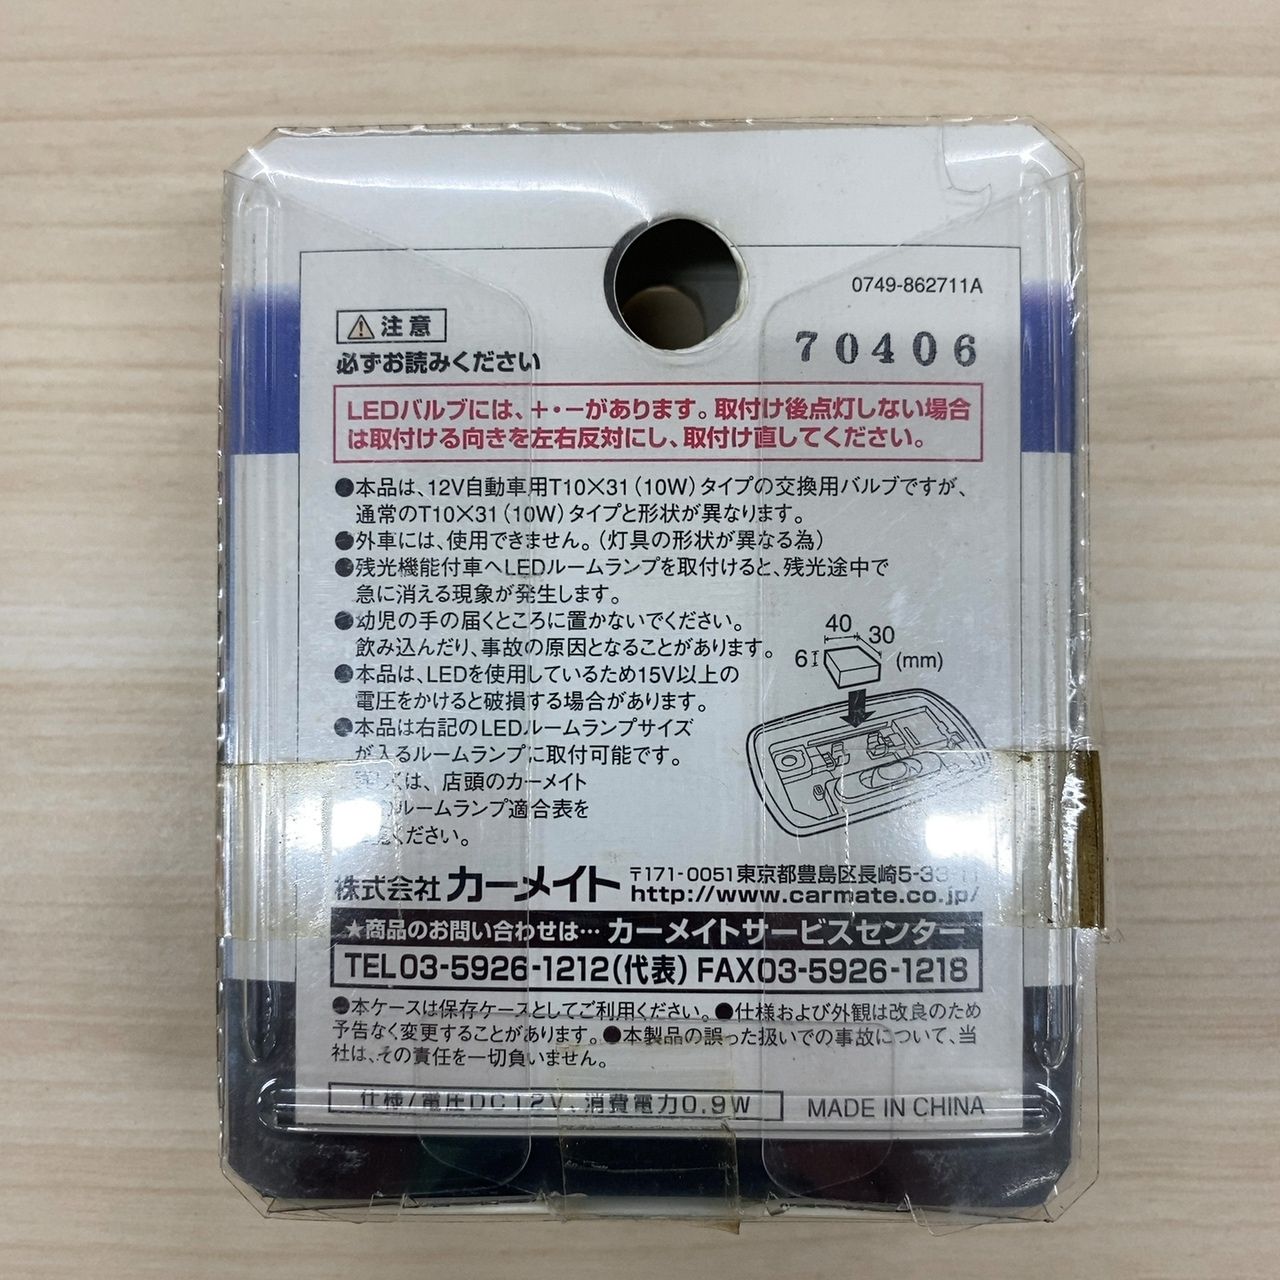 0749-862711A
70406
注意
必ずお読みください
LEDバルブには、＋・－があります。取付け後点灯しない場合
は取付ける向きを左右反対にし、取付け直してください。
●本品は、12V自動車用T10×31（10W）タイプの交換用バルブですが、
通常のT10×31（10W）タイプと形状が異なります。
●外車には、使用できません。（灯具の形状が異なる為）
●残光機能付車へLEDルームランプを取付けると、残光途中で
急に消える現象が発生します。
●幼児の手の届くところに置かないでください。
飲み込んだり、事故の原因となることがあります。
●本品は、LEDを使用しているため15V以上の
電圧をかけると破損する場合があります。
●本品は右記のLEDルームランプサイズ
が入るルームランプに取付可能です。
くは、店頭のカーメイト
ルームランプ適合表を
ください。
40
30
6
(mm)
株式会社 カーメイト
〒171-0051東京都豊島区長崎5-33-11
http://www.carmate.co.jp/
★商品のお問い合わせは… カーメイトサービスセンター
TEL03-5926-1212（代表）FAX03-5926-1218
●本ケースは保存ケースとしてご利用ください。●仕様および外観は改良のため
予告なく変更することがあります。●本製品の誤った扱いでの事故について、当
社は、その責任を一切負いません。
仕様/電圧DC12V、消費電力0.9W
MADE IN CHINA